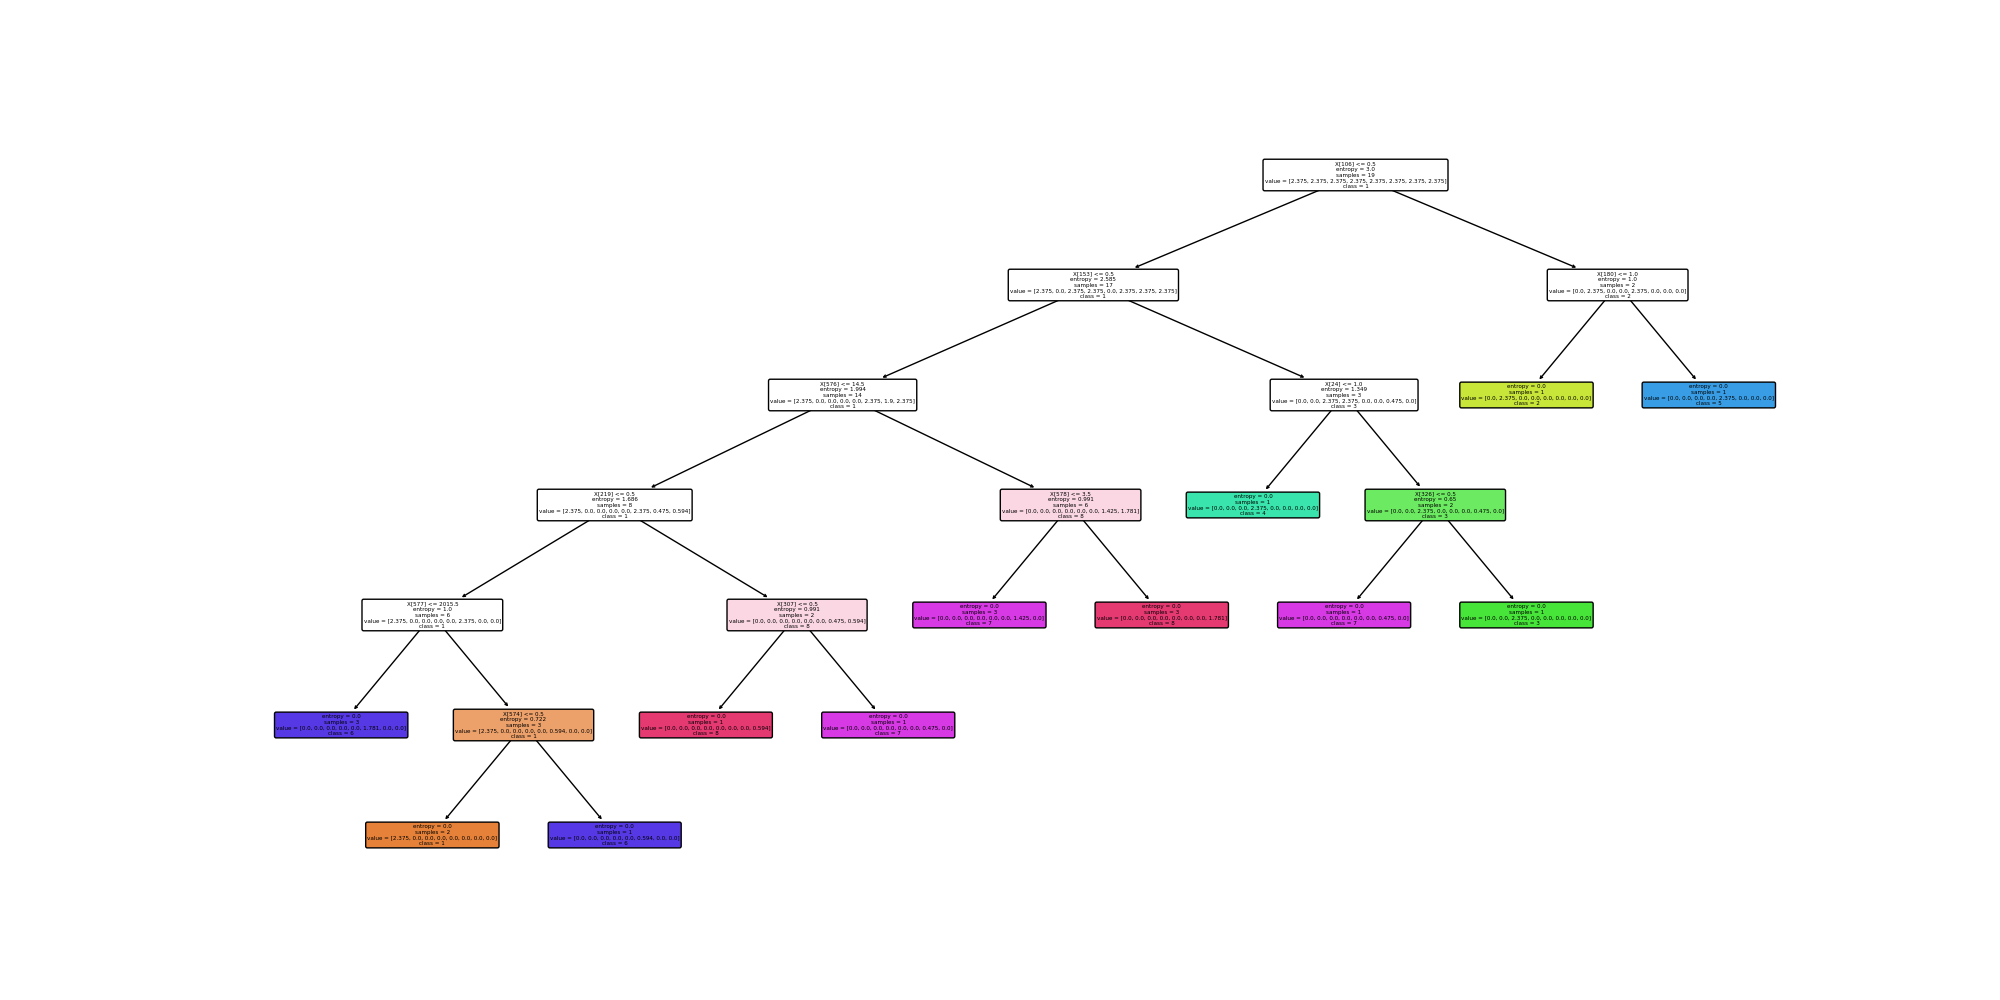 X[106] <= 0.5
entropy = 3.0
samples = 19
value = [2.375, 2.375, 2.375, 2.375, 2.375, 2.375, 2.375, 2.375]
class = 1
X[153] <= 0.5
entropy = 2.585
samples = 17
value = [2.375, 0.0, 2.375, 2.375, 0.0, 2.375, 2.375, 2.375]
class = 1
X[180] <= 1.0
entropy = 1.0
samples = 2
value = [0.0, 2.375, 0.0, 0.0, 2.375, 0.0, 0.0, 0.0]
class = 2
X[576] <= 14.5
entropy = 1.994
samples = 14
value = [2.375, 0.0, 0.0, 0.0, 0.0, 2.375, 1.9, 2.375]
class = 1
X[24] <= 1.0
entropy = 1.349
samples = 3
value = [0.0, 0.0, 2.375, 2.375, 0.0, 0.0, 0.475, 0.0]
class = 3
entropy = 0.0
samples = 1
value = [0.0, 2.375, 0.0, 0.0, 0.0, 0.0, 0.0, 0.0]
class = 2
entropy = 0.0
samples = 1
value = [0.0, 0.0, 0.0, 0.0, 2.375, 0.0, 0.0, 0.0]
class = 5
X[219] <= 0.5
entropy = 1.686
samples = 8
value = [2.375, 0.0, 0.0, 0.0, 0.0, 2.375, 0.475, 0.594]
class = 1
X[578] <= 3.5
entropy = 0.991
samples = 6
value = [0.0, 0.0, 0.0, 0.0, 0.0, 0.0, 1.425, 1.781]
class = 8
entropy = 0.0
samples = 1
value = [0.0, 0.0, 0.0, 2.375, 0.0, 0.0, 0.0, 0.0]
class = 4
X[326] <= 0.5
entropy = 0.65
samples = 2
value = [0.0, 0.0, 2.375, 0.0, 0.0, 0.0, 0.475, 0.0]
class = 3
X[577] <= 2015.5
entropy = 1.0
samples = 6
value = [2.375, 0.0, 0.0, 0.0, 0.0, 2.375, 0.0, 0.0]
class = 1
X[307] <= 0.5
entropy = 0.991
samples = 2
value = [0.0, 0.0, 0.0, 0.0, 0.0, 0.0, 0.475, 0.594]
class = 8
entropy = 0.0
samples = 3
value = [0.0, 0.0, 0.0, 0.0, 0.0, 0.0, 1.425, 0.0]
class = 7
entropy = 0.0
samples = 3
value = [0.0, 0.0, 0.0, 0.0, 0.0, 0.0, 0.0, 1.781]
class = 8
entropy = 0.0
samples = 1
value = [0.0, 0.0, 0.0, 0.0, 0.0, 0.0, 0.475, 0.0]
class = 7
entropy = 0.0
samples = 1
value = [0.0, 0.0, 2.375, 0.0, 0.0, 0.0, 0.0, 0.0]
class = 3
entropy = 0.0
samples = 3
value = [0.0, 0.0, 0.0, 0.0, 0.0, 1.781, 0.0, 0.0]
class = 6
X[574] <= 0.5
entropy = 0.722
samples = 3
value = [2.375, 0.0, 0.0, 0.0, 0.0, 0.594, 0.0, 0.0]
class = 1
entropy = 0.0
samples = 1
value = [0.0, 0.0, 0.0, 0.0, 0.0, 0.0, 0.0, 0.594]
class = 8
entropy = 0.0
samples = 1
value = [0.0, 0.0, 0.0, 0.0, 0.0, 0.0, 0.475, 0.0]
class = 7
entropy = 0.0
samples = 2
value = [2.375, 0.0, 0.0, 0.0, 0.0, 0.0, 0.0, 0.0]
class = 1
entropy = 0.0
samples = 1
value = [0.0, 0.0, 0.0, 0.0, 0.0, 0.594, 0.0, 0.0]
class = 6